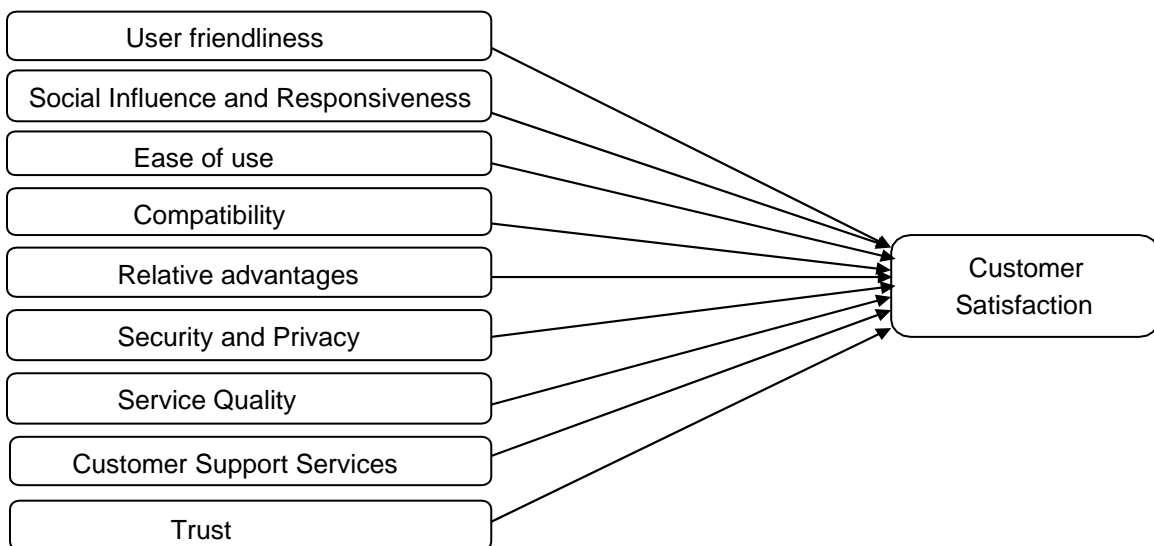 User friendliness
Social Influence and Responsiveness
Ease of use
Compatibility
Relative advantages
Security and Privacy
Service Quality
Customer Support Services
Trust
Customer
Satisfaction